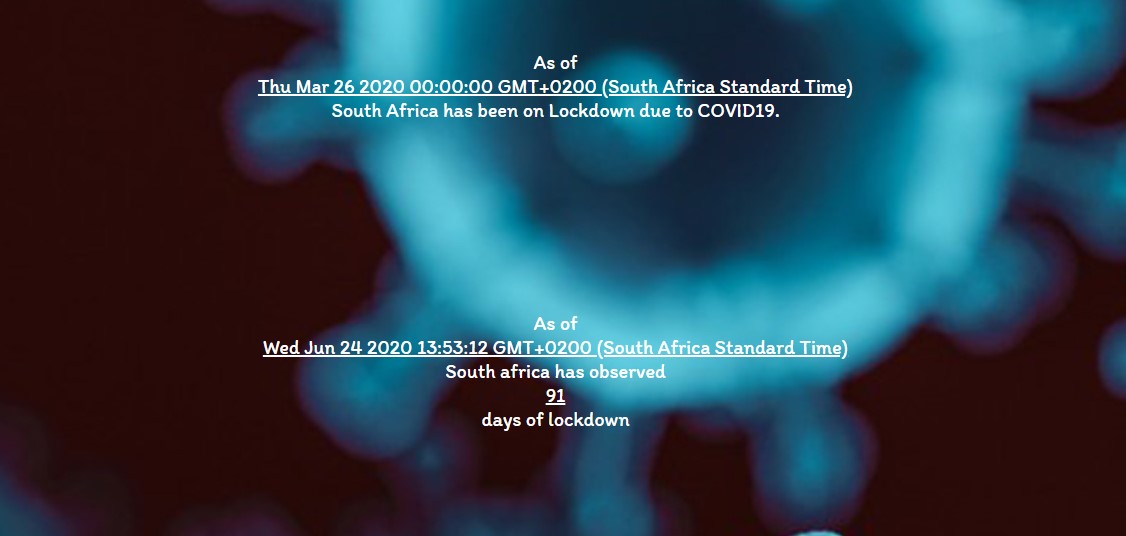 As of
Thu Mar 26 2020 00:00:00 GMT+0200 (South Africa Standard Time)
South Africa has been on Lockdown due to COVID19.
As of
Wed Jun 24 2020 13:53:12 GMT+0200 (South Africa Standard Time)
South africa has observed
91
days of lockdown